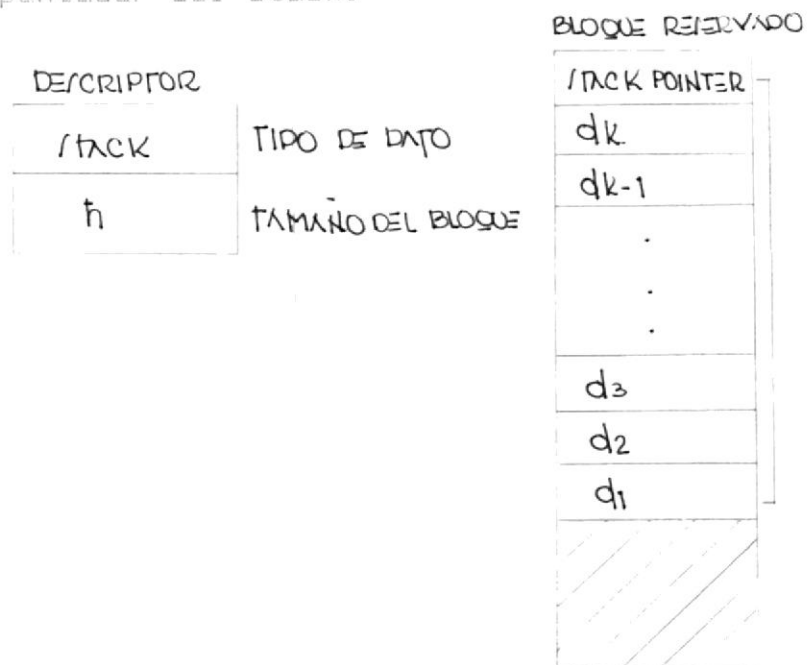 BLOQUE RESERVADO
DESCRIPTOR
STACK POINTER
STACK
TIPO DE DATO
dk
dk-1
n
TAMAÑO DEL BLOQUE
.
.
.
d3
d2
d1